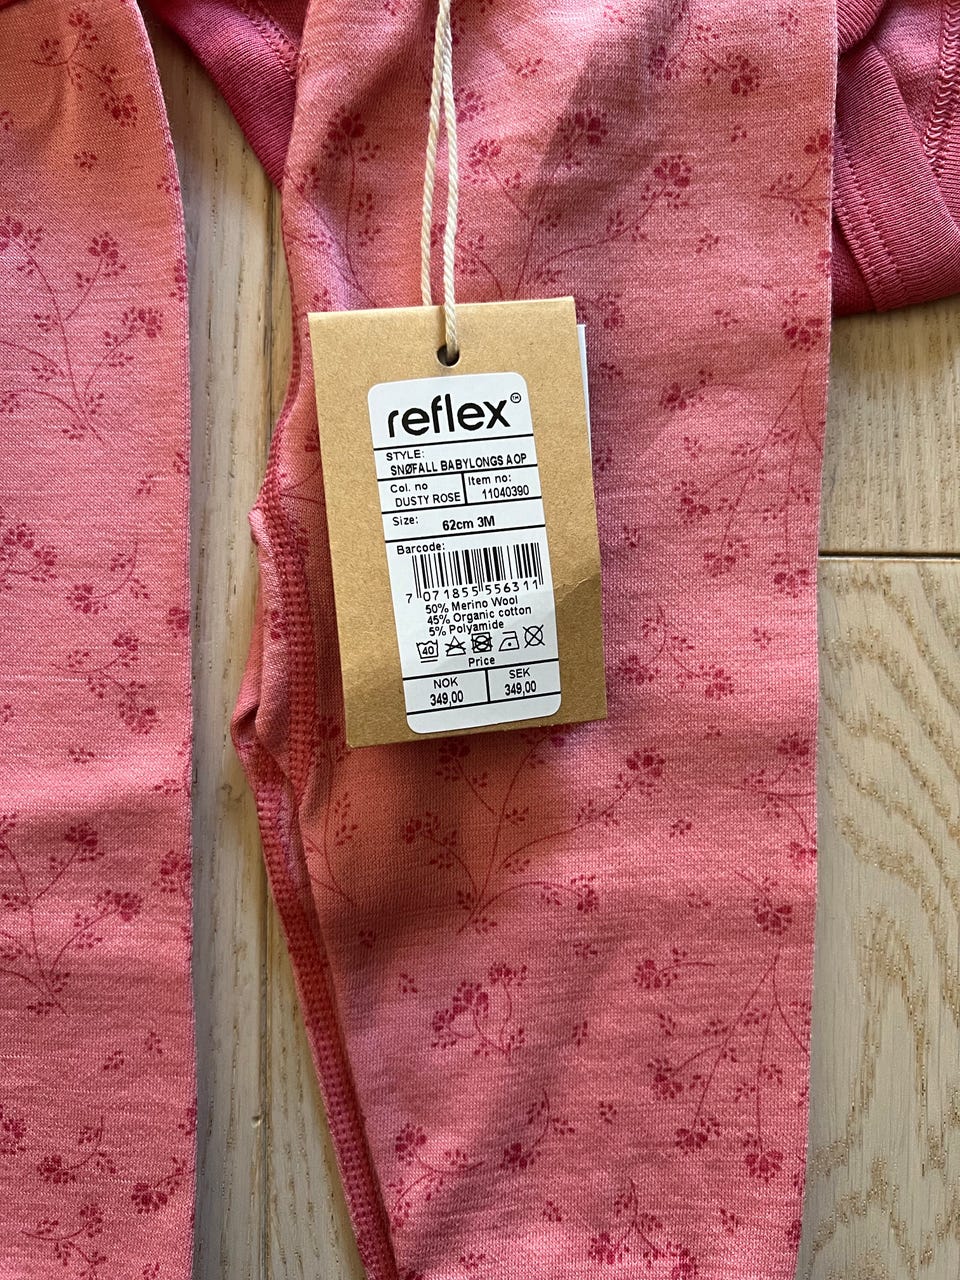 reflex™
STYLE:
SNØFALL BABYLONGS AOP
Col. no
DUSTY ROSE
Item no:
11040390
Size: 62cm 3M
Barcode:
7 071855 556311
50% Merino Wool
45% Organic cotton
5% Polyamide
40
Price
NOK
349,00
SEK
349,00